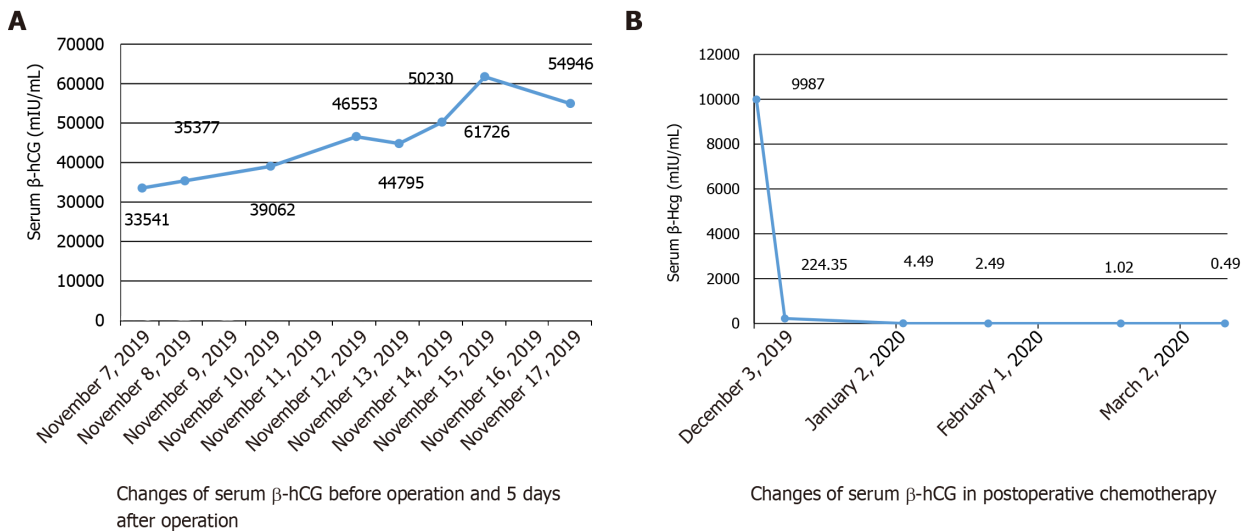 A
Serum β-hCG (mIU/mL)
70000
60000
50000
40000
30000
20000
10000
0
33541
35377
39062
46553
44795
50230
61726
54946
November 7, 2019
November 8, 2019
November 9, 2019
November 10, 2019
November 11, 2019
November 12, 2019
November 13, 2019
November 14, 2019
November 15, 2019
November 16, 2019
November 17, 2019
Changes of serum β-hCG before operation and 5 days
after operation
B
Serum β-Hcg (mIU/mL)
12000
10000
8000
6000
4000
2000
0
9987
224.35
4.49
2.49
1.02
0.49
December 3, 2019
January 2, 2020
February 1, 2020
March 2, 2020
Changes of serum β-hCG in postoperative chemotherapy